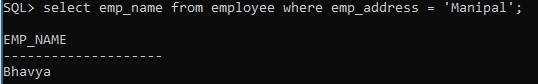 SQL> select emp_name from employee where emp_address = 'Manipal';
EMP_NAME
--------------------
Bhavya